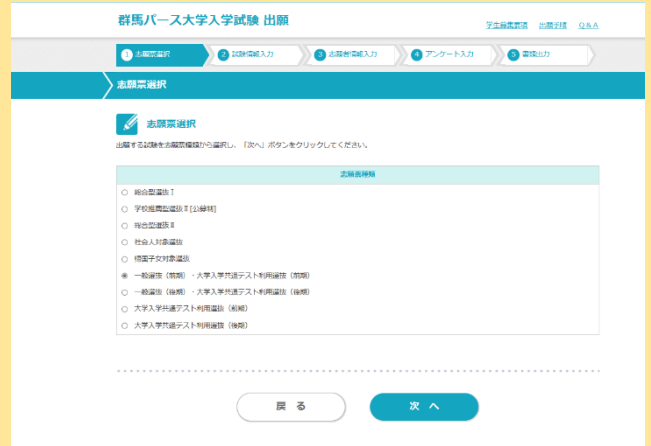 群馬パース大学入学試験 出願
学生募集要項 出願手順 Q&A
1 志願票選択
2 試験情報入力
3 志願者情報入力
4 アンケート入力
5 書類出力
志願票選択
志願票選択
出願する試験を志願票種類から選択し、「次へ」ボタンをクリックしてください。
志願票種類
総合型選抜Ⅰ
学校推薦型選抜Ⅱ[公募制]
総合型選抜Ⅱ
社会人対象選抜
帰国子女対象選抜
一般選抜（前期）・大学入学共通テスト利用選抜（前期）
一般選抜（後期）・大学入学共通テスト利用選抜（後期）
大学入学共通テスト利用選抜（前期）
大学入学共通テスト利用選抜（後期）
戻 る
次 へ